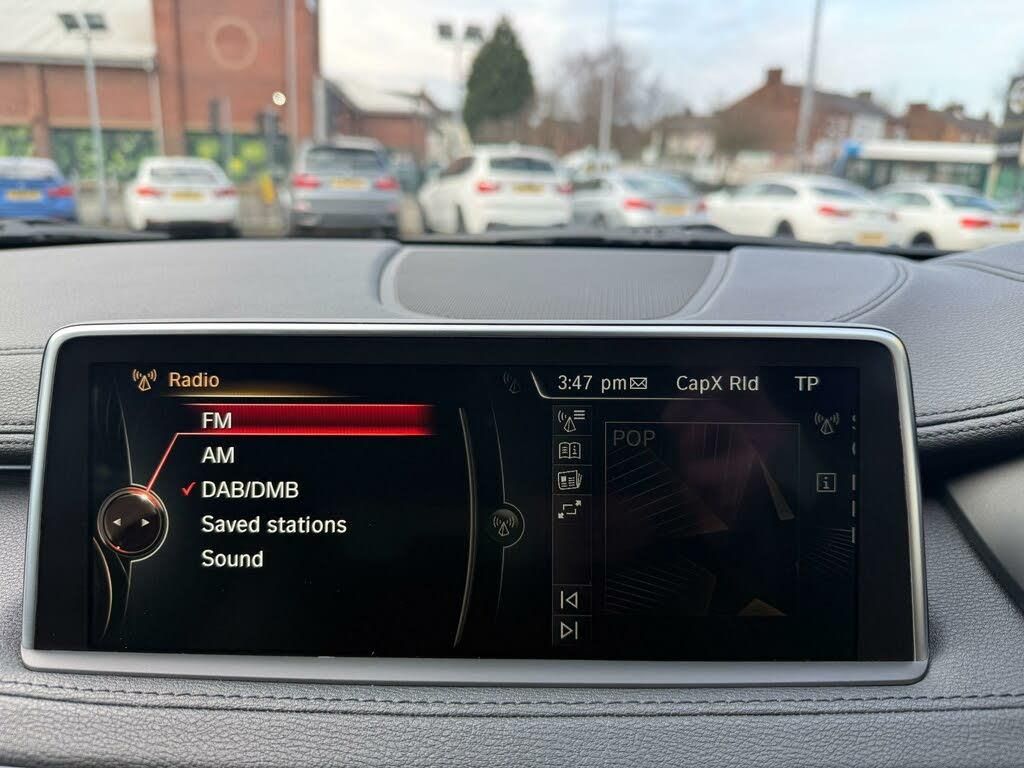 Radio
3:47 pm CapX Rld TP
FM
AM
DAB/DMB
Saved stations
Sound
POP